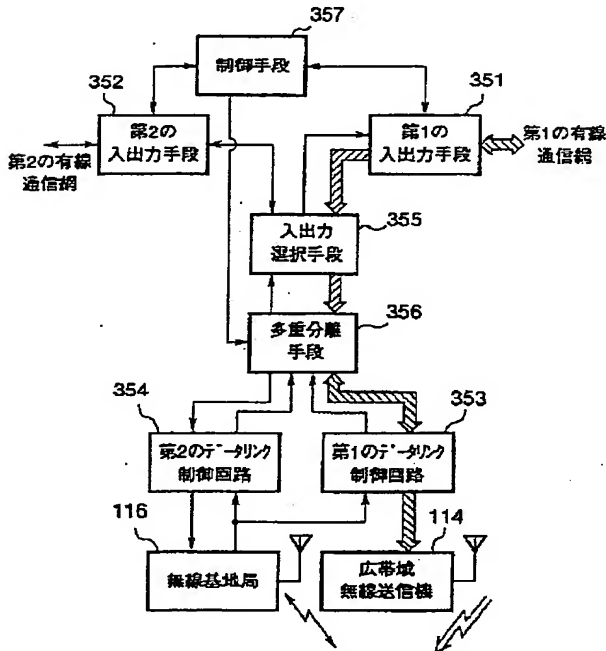 357
制御手段
352
第2の
入出力手段
351
第1の
入出力手段
第2の有線
通信網
第1の有線
通信網
入出力
選択手段
355
多重分離
手段
356
354
第2のデータリンク
制御回路
353
第1のデータリンク
制御回路
116
無線基地局
114
広帯域
無線送信機